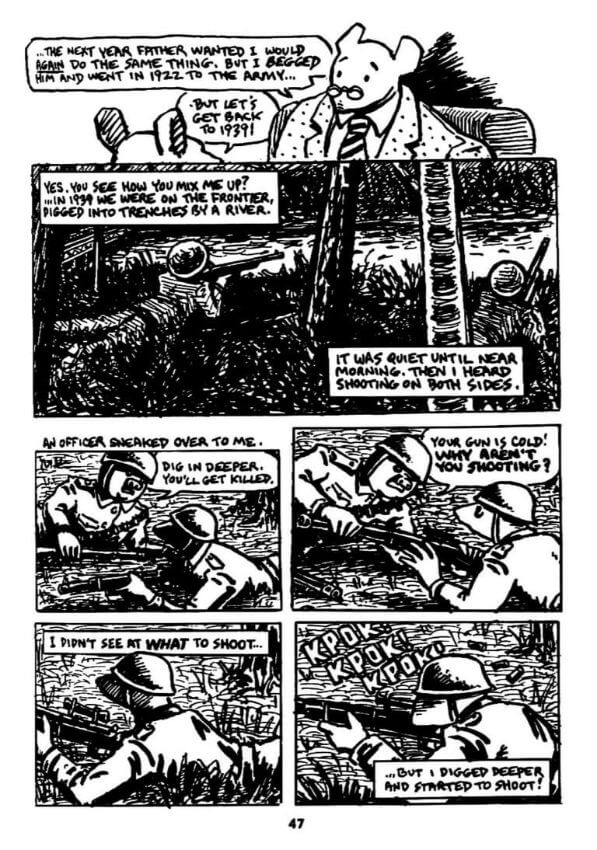 ...THE NEXT YEAR FATHER WANTED I WOULD
AGAIN DO THE SAME THING. BUT I BEGGED
HIM AND WENT IN 1922 TO THE ARMY...
BUT LET'S
GET BACK
TO 1939!
YES. YOU SEE HOW YOU MIX ME UP?
...IN 1939 WE WERE ON THE FRONTIER,
DIGGED INTO TRENCHES BY A RIVER.
IT WAS QUIET UNTIL NEAR
MORNING. THEN I HEARD
SHOOTING ON BOTH SIDES.
AN OFFICER SNEAKED OVER TO ME.
DIG IN DEEPER.
YOU'LL GET KILLED.
YOUR GUN IS COLD!
WHY AREN'T
YOU SHOOTING?
I DIDN'T SEE AT WHAT TO SHOOT...
KPOK!
KPOK!
KPOK!
...BUT I DIGGED DEEPER
AND STARTED TO SHOOT!
47